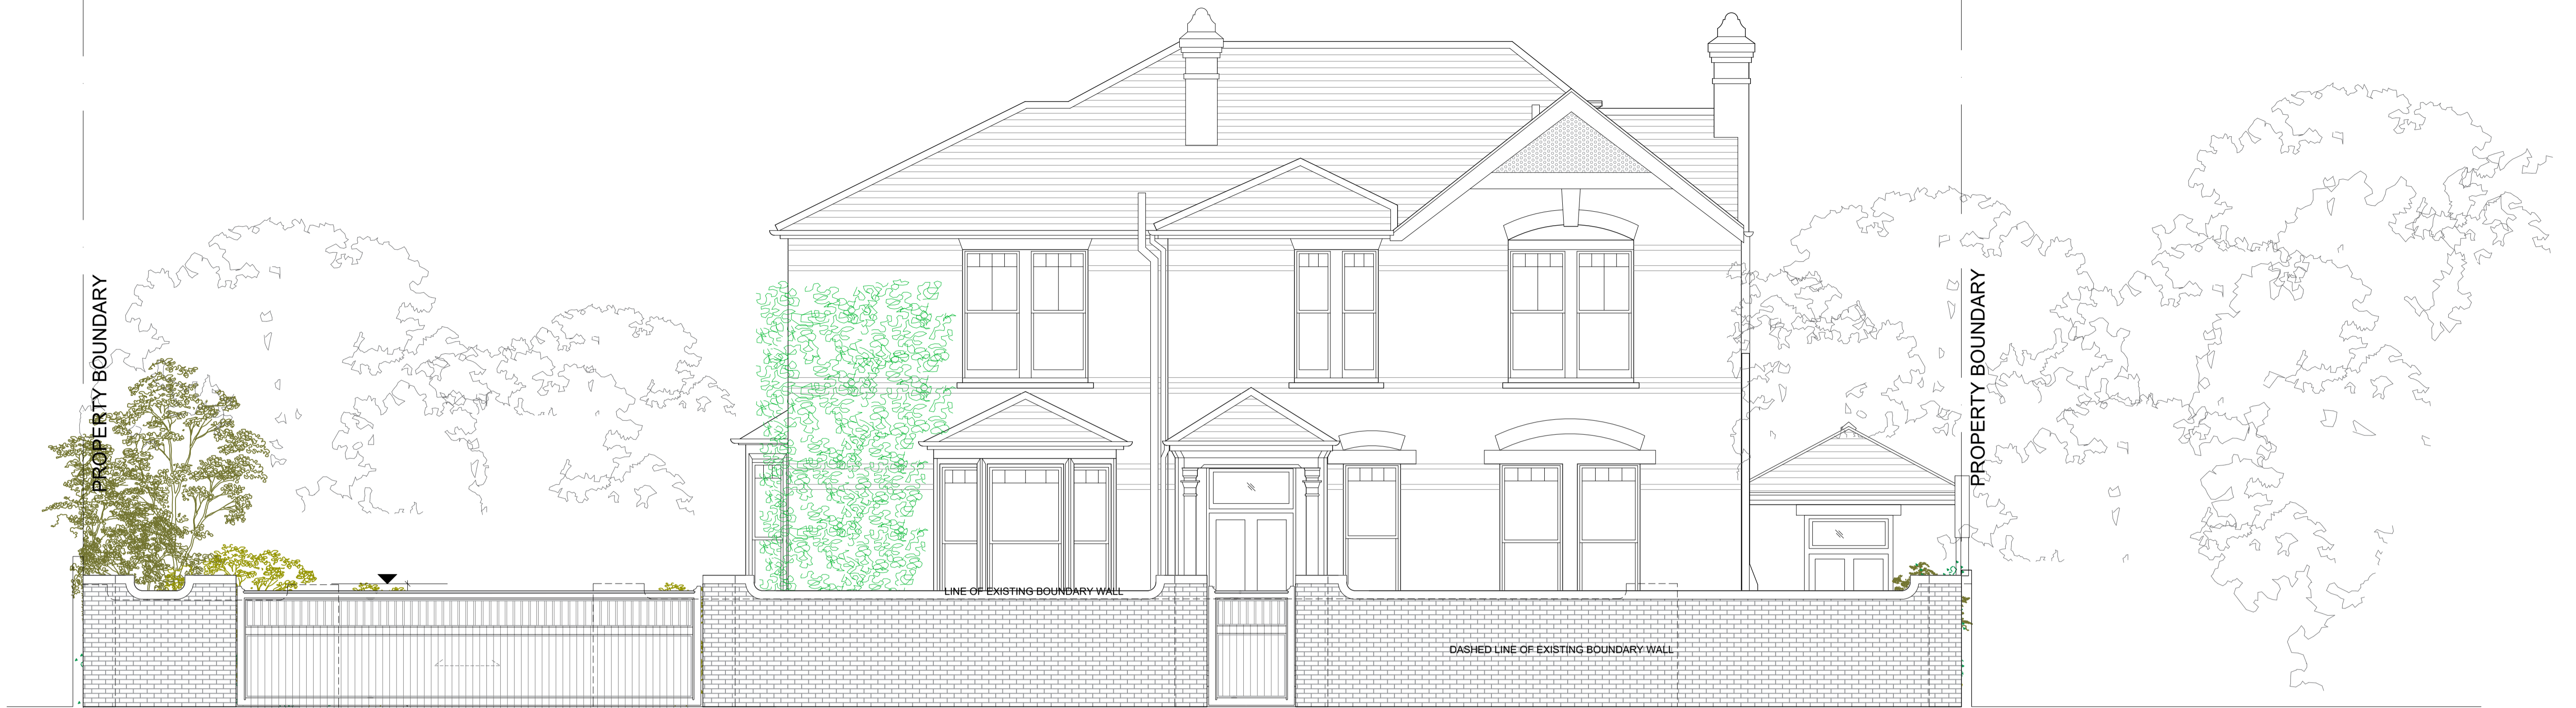 PROPERTY BOUNDARY
PROPERTY BOUNDARY
LINE OF EXISTING BOUNDARY WALL
DASHED LINE OF EXISTING BOUNDARY WALL